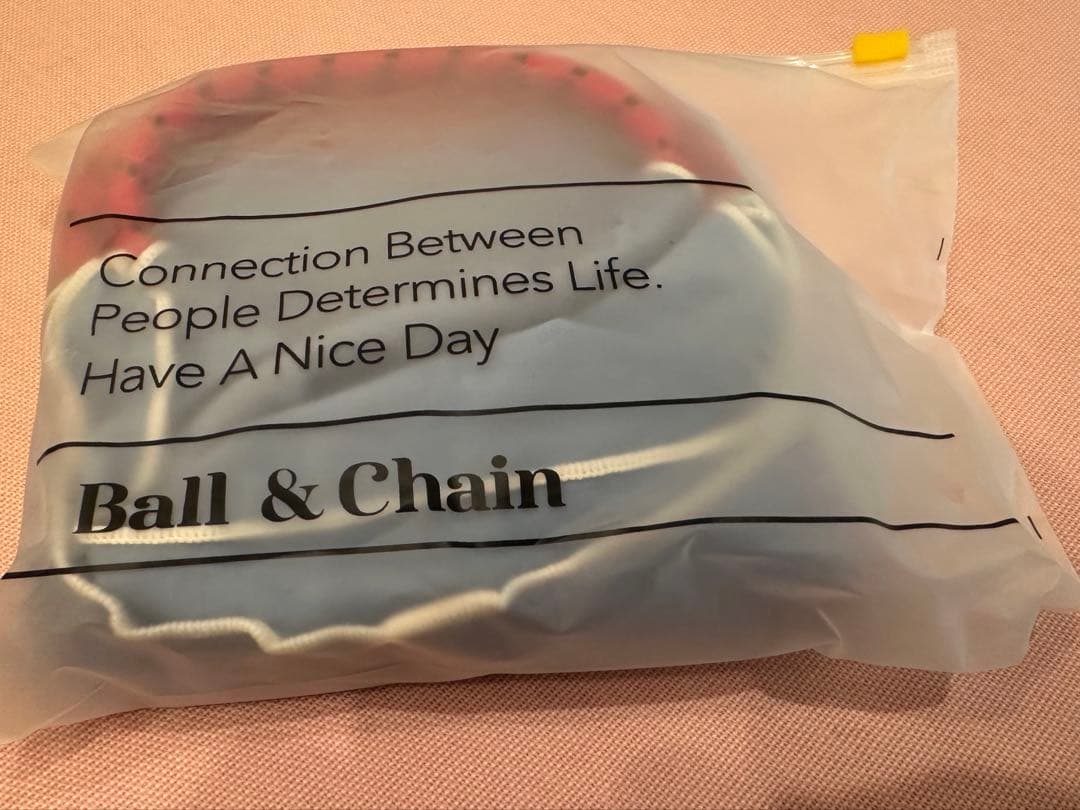 Connection Between
People Determines Life.
Have A Nice Day
Ball & Chain